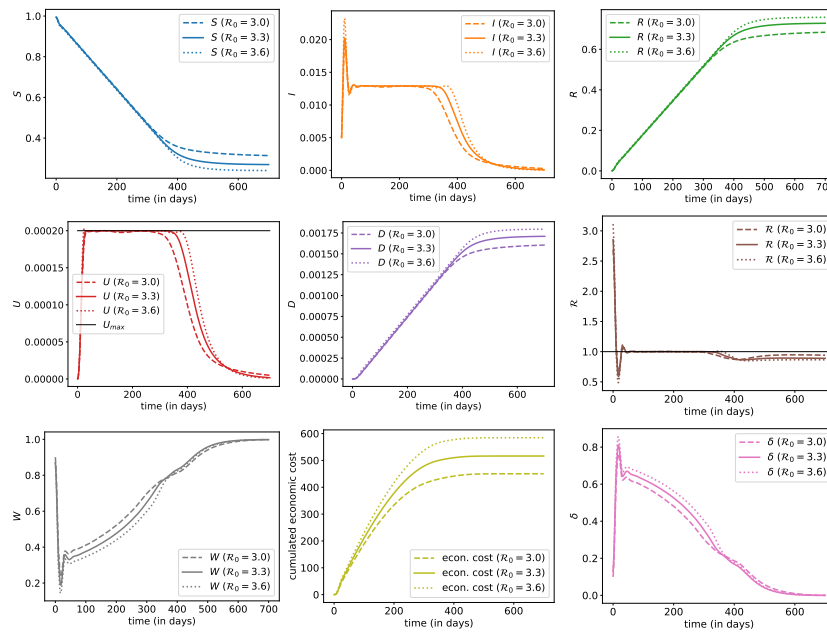 1.0
0.8
0.6
0.4
S
0
200
400
600
time (in days)
S (ℛ₀ = 3.0)
S (ℛ₀ = 3.3)
S (ℛ₀ = 3.6)
0.020
0.015
0.010
0.005
0.000
I
0
200
400
600
time (in days)
I (ℛ₀ = 3.0)
I (ℛ₀ = 3.3)
I (ℛ₀ = 3.6)
0.6
0.4
0.2
0.0
R
0
200
400
600
700
time (in days)
R (ℛ₀ = 3.0)
R (ℛ₀ = 3.3)
R (ℛ₀ = 3.6)
0.00020
0.00015
0.00010
0.00005
0.00000
U
0
200
400
600
time (in days)
U (ℛ₀ = 3.0)
U (ℛ₀ = 3.3)
U (ℛ₀ = 3.6)
Uₘₐₓ
0.00175
0.00150
0.00125
0.00100
0.00075
0.00050
0.00025
0.00000
D
0
200
400
600
time (in days)
D (ℛ₀ = 3.0)
D (ℛ₀ = 3.3)
D (ℛ₀ = 3.6)
3.0
2.5
2.0
1.5
1.0
0.5
ℛ
0
200
400
600
time (in days)
ℛ (ℛ₀ = 3.0)
ℛ (ℛ₀ = 3.3)
ℛ (ℛ₀ = 3.6)
1.0
0.8
0.6
0.4
0.2
W
0
100
200
300
400
500
600
700
time (in days)
W (ℛ₀ = 3.0)
W (ℛ₀ = 3.3)
W (ℛ₀ = 3.6)
600
500
400
300
200
100
0
cumulated economic cost
0
200
400
600
time (in days)
econ. cost (ℛ₀ = 3.0)
econ. cost (ℛ₀ = 3.3)
econ. cost (ℛ₀ = 3.6)
0.8
0.6
0.4
0.2
0.0
δ
0
200
400
600
time (in days)
δ (ℛ₀ = 3.0)
δ (ℛ₀ = 3.3)
δ (ℛ₀ = 3.6)